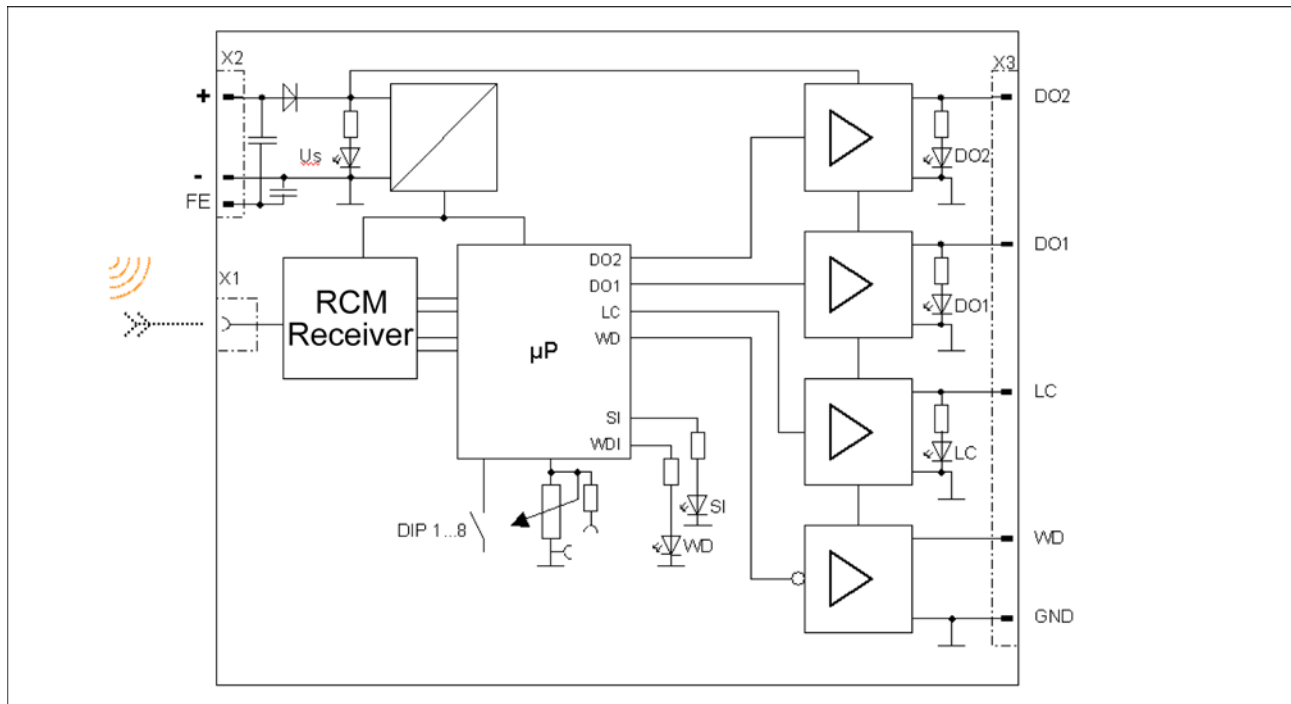 X2
X3
+
DO2
Us
DO2
-
FE
DO1
X1
DO2
DO1
RCM
Receiver
LC
DO1
WD
µP
LC
SI
LC
WDI
SI
DIP 1...8
WD
WD
GND